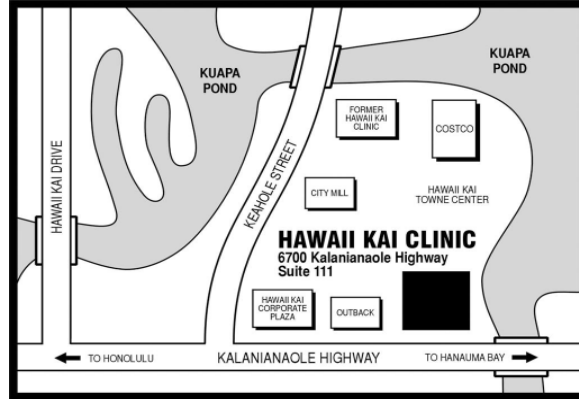 KUAPA
POND
KUAPA
POND
FORMER
HAWAII KAI
CLINIC
COSTCO
HAWAII KAI DRIVE
KEAHOLE STREET
CITY MILL
HAWAII KAI
TOWNE CENTER
HAWAII KAI CLINIC
6700 Kalanianaole Highway
Suite 111
HAWAII KAI
CORPORATE
PLAZA
OUTBACK
TO HONOLULU
KALANIANAOLE HIGHWAY
TO HANAUMA BAY